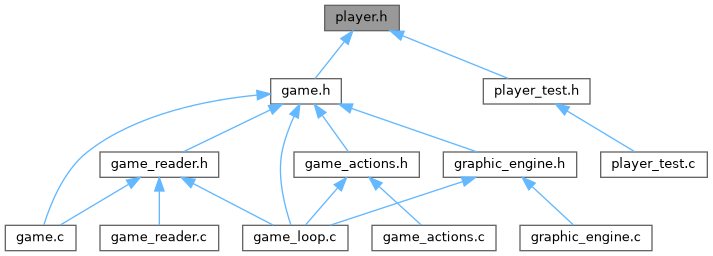 player.h
game.h
player_test.h
game_reader.h
game_actions.h
graphic_engine.h
player_test.c
game.c
game_reader.c
game_loop.c
game_actions.c
graphic_engine.c